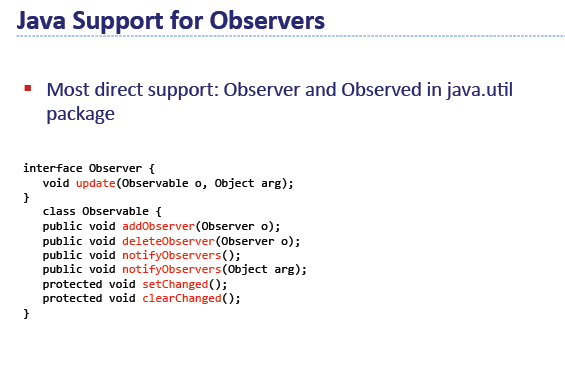 Java Support for Observers
Most direct support: Observer and Observed in java.util
package
interface Observer {
void update(Observable o, Object arg);
}
class Observable {
public void addObserver(Observer o);
public void deleteObserver(Observer o);
public void notifyObservers();
public void notifyObservers(Object arg);
protected void setChanged();
protected void clearChanged();
}